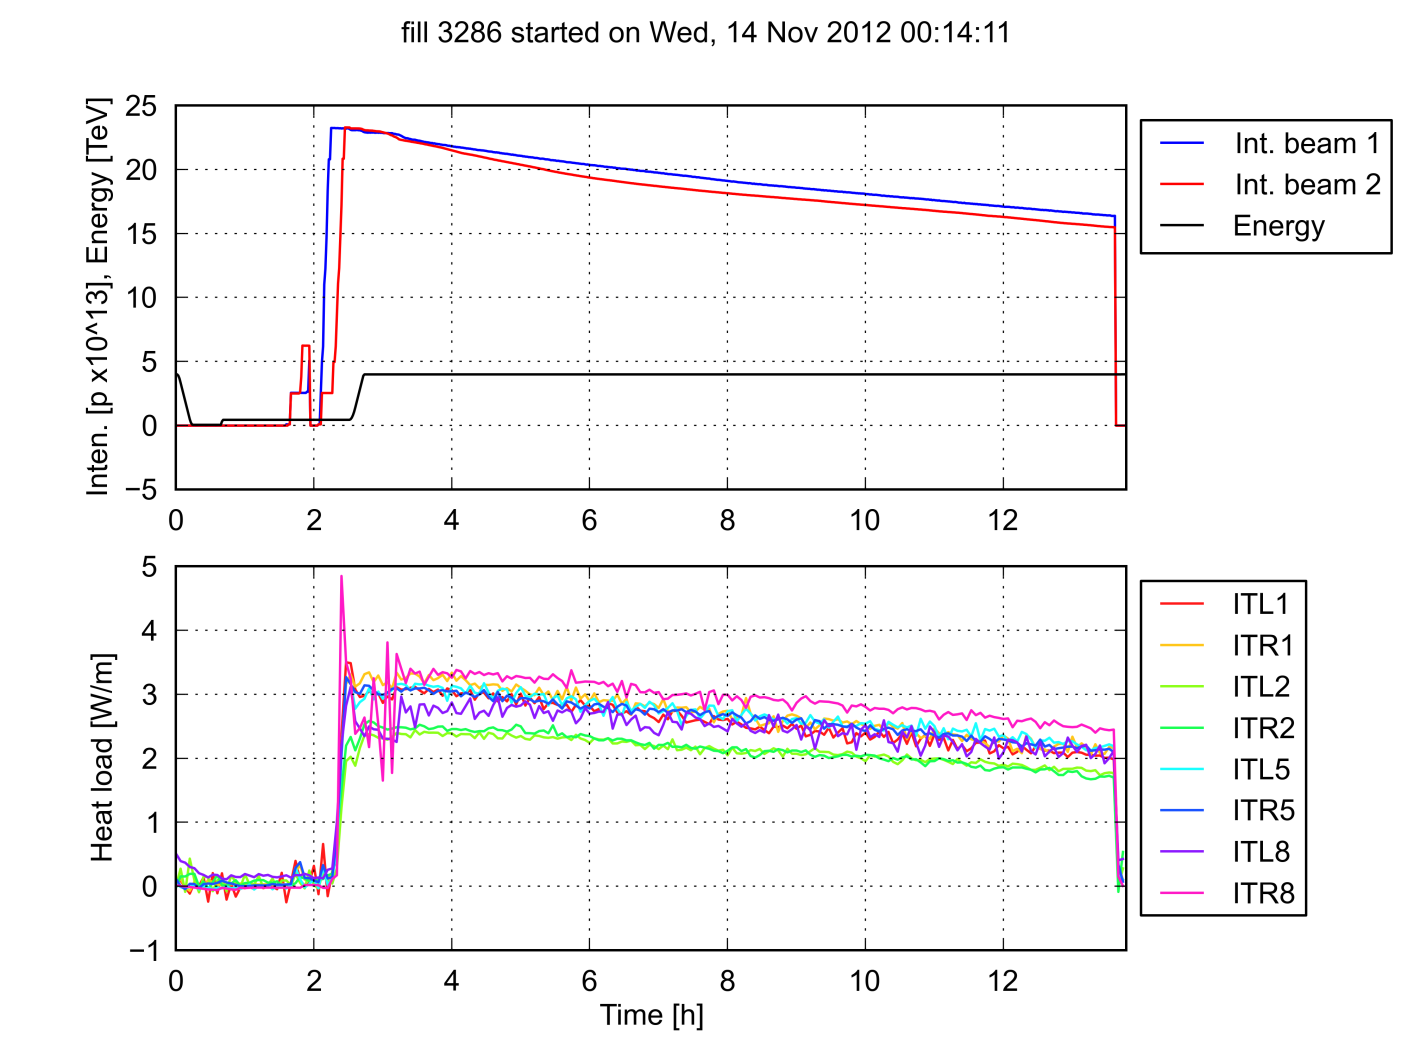 fill 3286 started on Wed, 14 Nov 2012 00:14:11
Inten. [p x10^13], Energy [TeV]
25
20
15
10
5
0
−5
0 2 4 6 8 10 12
Int. beam 1
Int. beam 2
Energy
Heat load [W/m]
5
4
3
2
1
0
−1
0 2 4 6 8 10 12
Time [h]
ITL1
ITR1
ITL2
ITR2
ITL5
ITR5
ITL8
ITR8